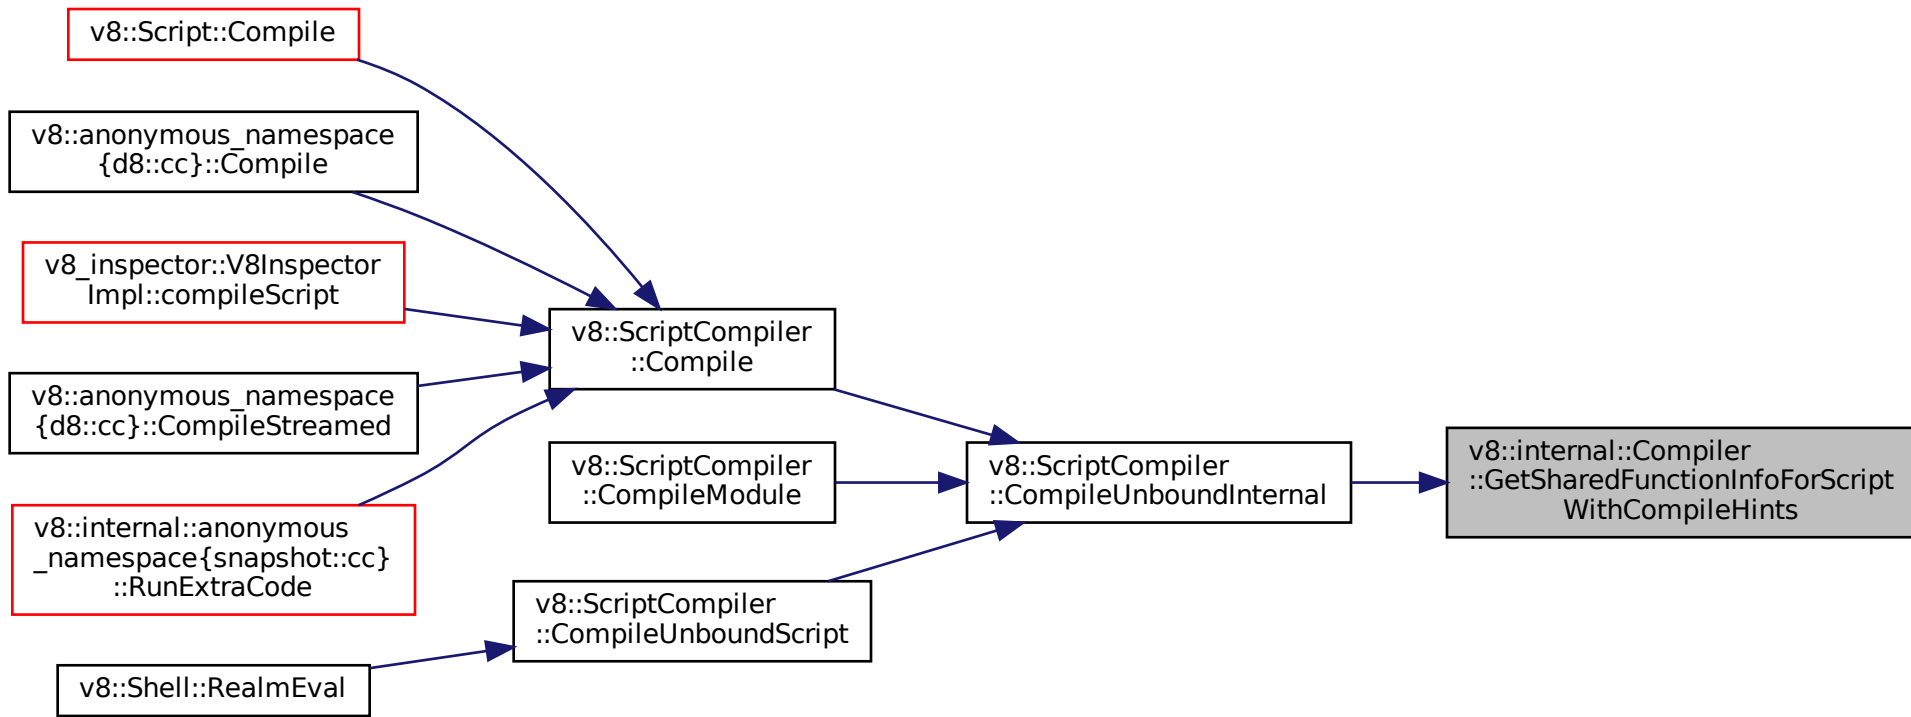 v8::Script::Compile
v8::anonymous_namespace
{d8::cc}::Compile
v8_inspector::V8Inspector
Impl::compileScript
v8::anonymous_namespace
{d8::cc}::CompileStreamed
v8::internal::anonymous
_namespace{snapshot::cc}
::RunExtraCode
v8::Shell::RealmEval
v8::ScriptCompiler
::Compile
v8::ScriptCompiler
::CompileModule
v8::ScriptCompiler
::CompileUnboundScript
v8::ScriptCompiler
::CompileUnboundInternal
v8::internal::Compiler
::GetSharedFunctionInfoForScript
WithCompileHints